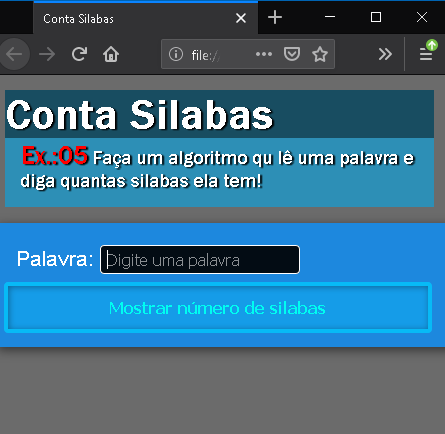 Conta Silabas
file:/
Conta Silabas
Ex.:05 Faça um algoritmo qu lê uma palavra e
diga quantas silabas ela tem!
Palavra: Digite uma palavra
Mostrar número de silabas